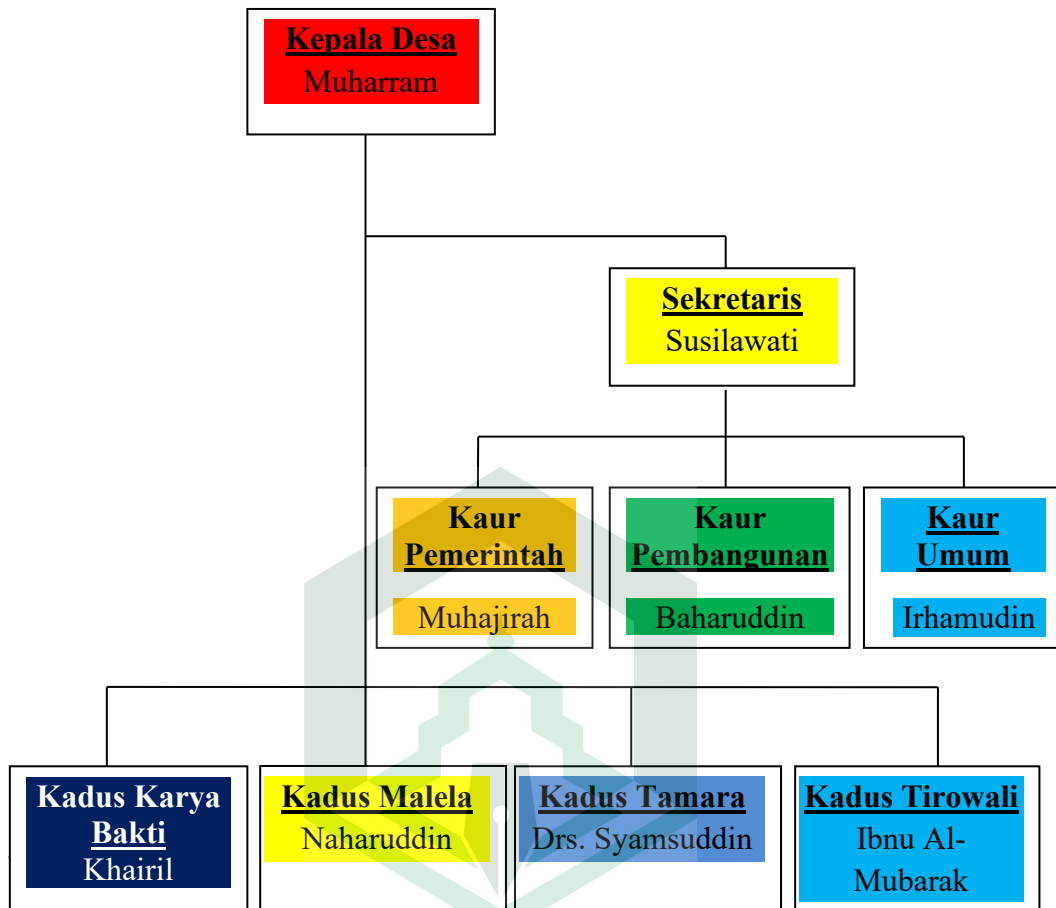 Kepala Desa
Muharram
Sekretaris
Susilawati
Kaur
Pemerintah
Muhajirah
Kaur
Pembangunan
Baharuddin
Kaur
Umum
Irhamudin
Kadus Karya
Bakti
Khairil
Kadus Malela
Naharuddin
Kadus Tamara
Drs. Syamsuddin
Kadus Tirowali
Ibnu Al-
Mubarak